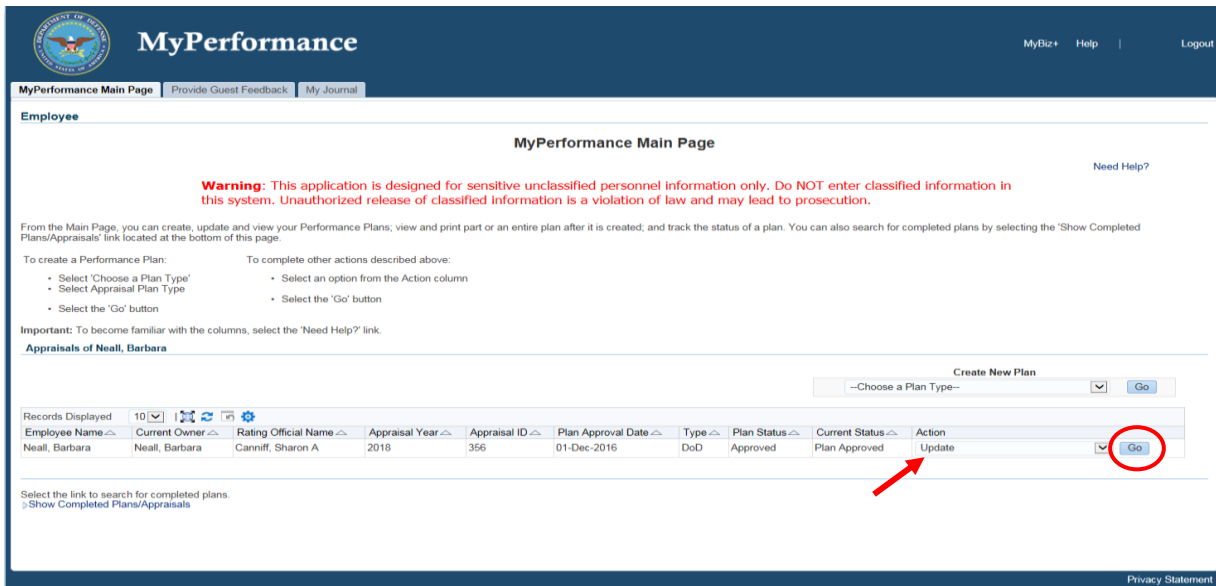 DEPARTMENT OF DEFENSE
UNITED STATES OF AMERICA
MyPerformance
MyBiz+ Help | Logout
MyPerformance Main Page Provide Guest Feedback My Journal
Employee
MyPerformance Main Page
Need Help?
Warning: This application is designed for sensitive unclassified personnel information only. Do NOT enter classified information in
this system. Unauthorized release of classified information is a violation of law and may lead to prosecution.
From the Main Page, you can create, update and view your Performance Plans; view and print part or an entire plan after it is created; and track the status of a plan. You can also search for completed plans by selecting the 'Show Completed
Plans/Appraisals' link located at the bottom of this page.
To create a Performance Plan: To complete other actions described above:
• Select 'Choose a Plan Type' • Select an option from the Action column
• Select Appraisal Plan Type
• Select the 'Go' button
• Select the 'Go' button
Important: To become familiar with the columns, select the 'Need Help?' link.
Appraisals of Neall, Barbara
Create New Plan
--Choose a Plan Type-- Go
Records Displayed 10
Employee Name Current Owner Rating Official Name Appraisal Year Appraisal ID Plan Approval Date Type Plan Status Current Status Action
Neall, Barbara Neall, Barbara Canniff, Sharon A 2018 356 01-Dec-2016 DoD Approved Plan Approved Update Go
Select the link to search for completed plans.
Show Completed Plans/Appraisals
Privacy Statement